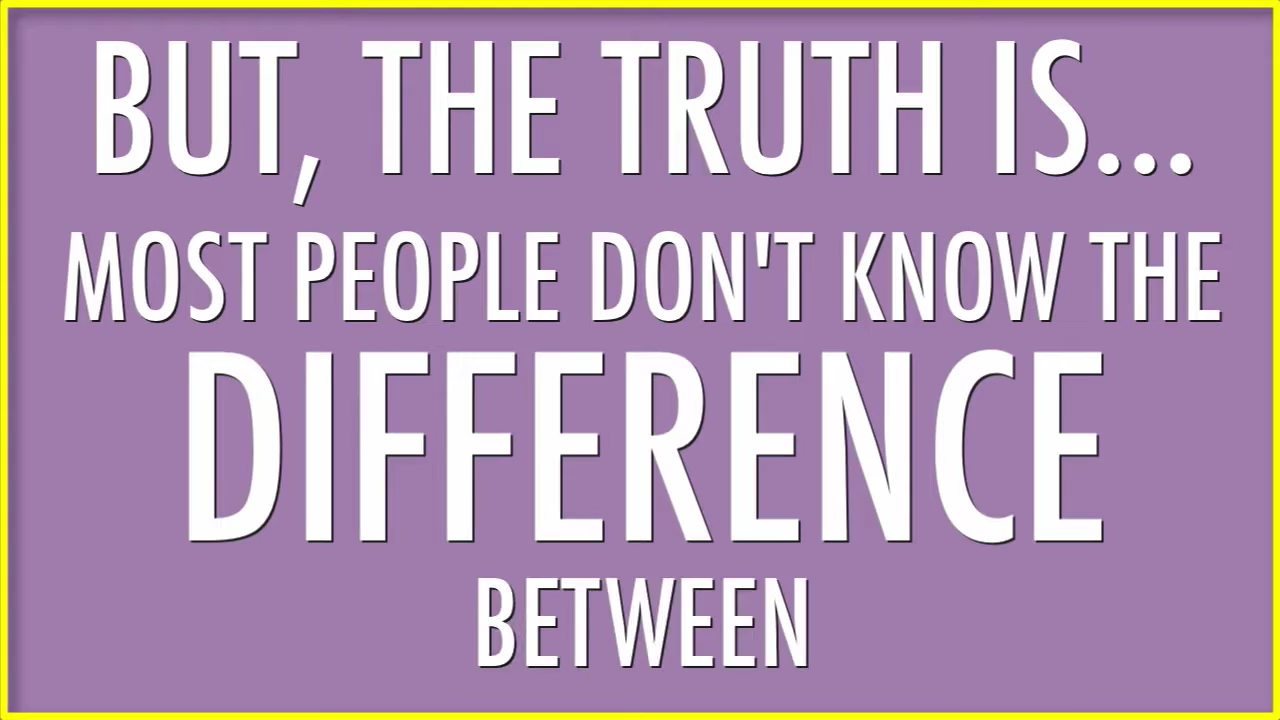 BUT, THE TRUTH IS...
MOST PEOPLE DON'T KNOW THE
DIFFERENCE
BETWEEN